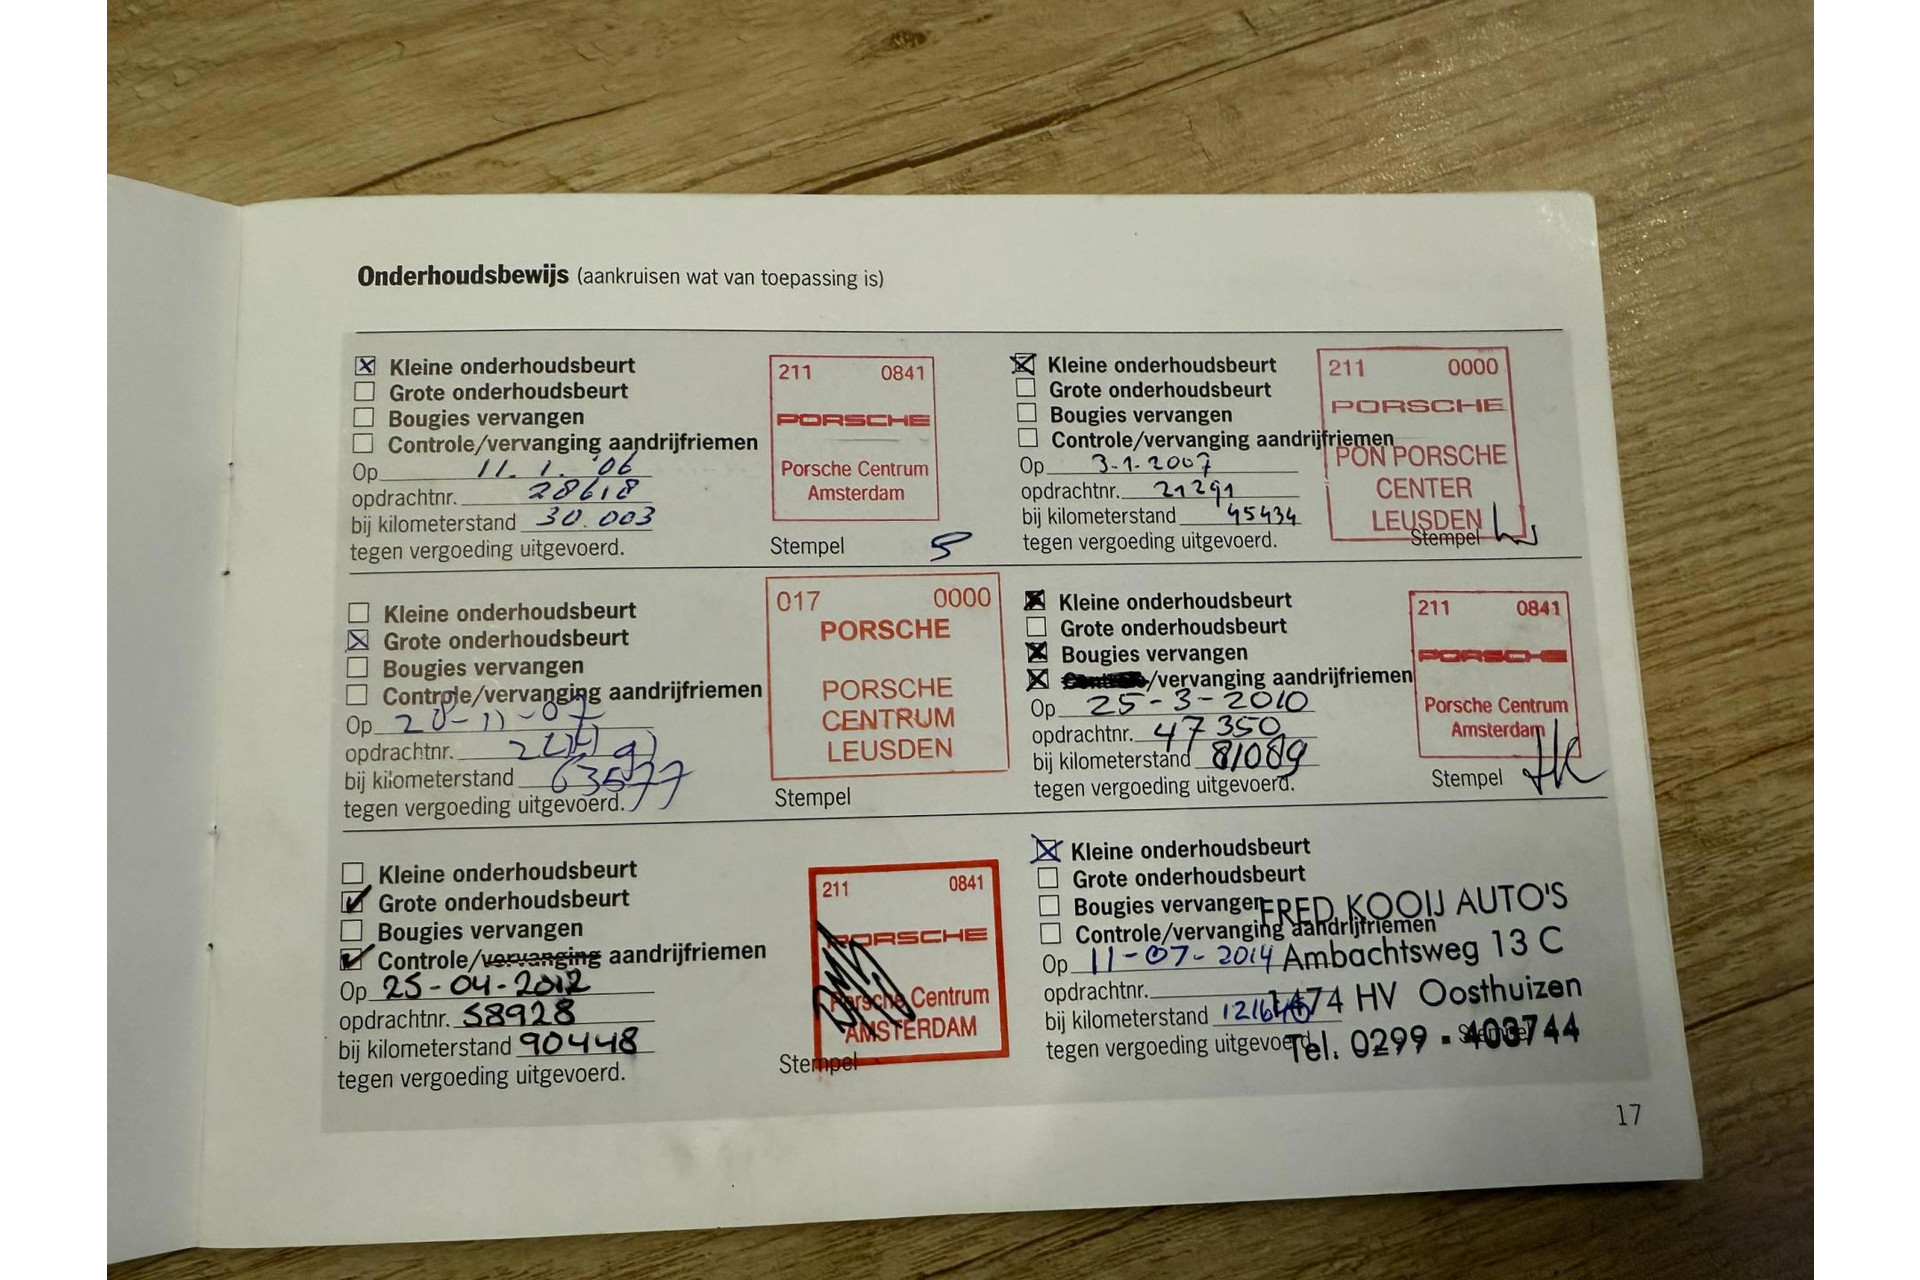 Onderhoudsbewijs (aankruisen wat van toepassing is)
Kleine onderhoudsbeurt
Grote onderhoudsbeurt
Bougies vervangen
Controle/vervanging aandrijfriemen
Op 11.1.'06
opdrachtnr. 28618
bij kilometerstand 30.003
tegen vergoeding uitgevoerd.
211 0841
PORSCHE
Porsche Centrum
Amsterdam
Stempel
Kleine onderhoudsbeurt
Grote onderhoudsbeurt
Bougies vervangen
Controle/vervanging aandrijfriemen
Op 3-1-2007
opdrachtnr. 21291
bij kilometerstand 45434
tegen vergoeding uitgevoerd.
211 0000
PORSCHE
PON PORSCHE
CENTER
LEUSDEN
Stempel
Kleine onderhoudsbeurt
Grote onderhoudsbeurt
Bougies vervangen
Controle/vervanging aandrijfriemen
Op 28-11-07
opdrachtnr.
bij kilometerstand 63577
tegen vergoeding uitgevoerd.
017 0000
PORSCHE
PORSCHE
CENTRUM
LEUSDEN
Stempel
Kleine onderhoudsbeurt
Grote onderhoudsbeurt
Bougies vervangen
/vervanging aandrijfriemen
Op 25-3-2010
opdrachtnr. 47350
bij kilometerstand 81089
tegen vergoeding uitgevoerd.
211 0841
PORSCHE
Porsche Centrum
Amsterdam
Stempel
Kleine onderhoudsbeurt
Grote onderhoudsbeurt
Bougies vervangen
Controle/vervanging aandrijfriemen
Op 25-04-2012
opdrachtnr. 58928
bij kilometerstand 90448
tegen vergoeding uitgevoerd.
211 0841
PORSCHE
Porsche Centrum
AMSTERDAM
Stempel
Kleine onderhoudsbeurt
Grote onderhoudsbeurt
Bougies vervangen
Controle/vervanging aandrijfriemen
Op 11-07-2014
opdrachtnr.
bij kilometerstand
tegen vergoeding uitgevoerd.
FRED KOOIJ AUTO'S
Ambachtsweg 13 C
1474 HV Oosthuizen
Tel. 0299 - 403744
Stempel
17